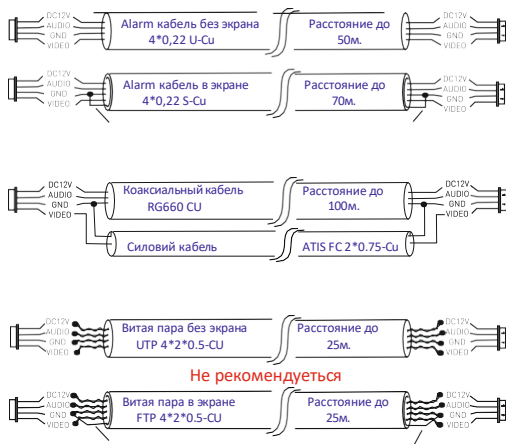 DC12V Alarm кабель без экрана Расстояние до DC12V
AUDIO 4*0,22 U-Cu 50м. AUDIO
GND GND
VIDEO VIDEO
DC12V Alarm кабель в экране Расстояние до DC12V
AUDIO 4*0,22 S-Cu 70м. AUDIO
GND GND
VIDEO VIDEO
DC12V Коаксиальный кабель Расстояние до DC12V
AUDIO RG660 CU 100м. AUDIO
GND GND
VIDEO VIDEO
Силовий кабель ATIS FC 2*0.75-Cu
DC12V Витая пара без экрана Расстояние до DC12V
AUDIO UTP 4*2*0.5-CU 25м. AUDIO
GND GND
VIDEO VIDEO
Не рекомендуеться
DC12V Витая пара в экране Расстояние до DC12V
AUDIO FTP 4*2*0.5-CU 25м. AUDIO
GND GND
VIDEO VIDEO